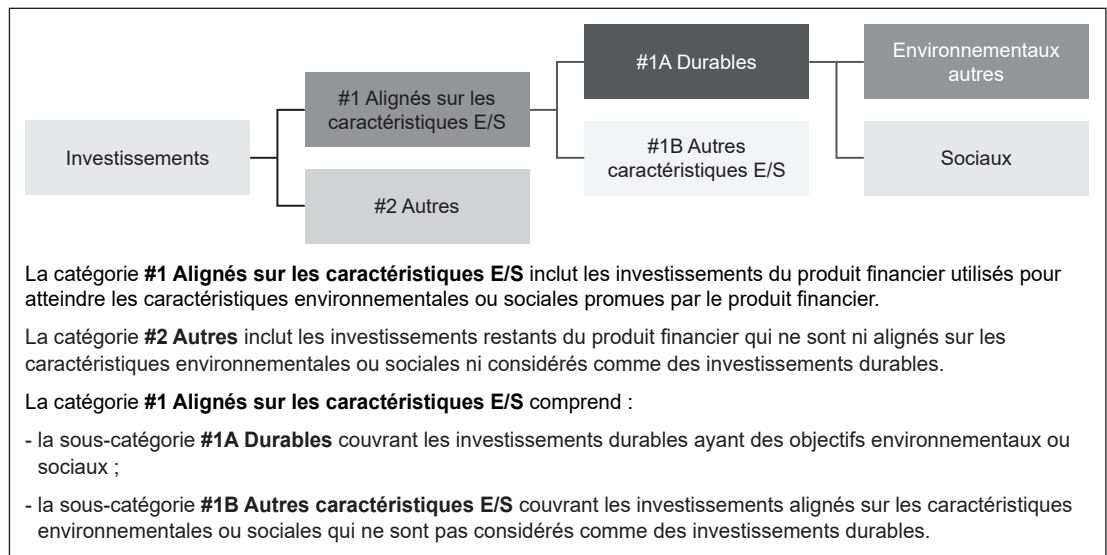 Investissements
#1 Alignés sur les
caractéristiques E/S
#2 Autres
#1A Durables
#1B Autres
caractéristiques E/S
Environnementaux
autres
Sociaux
La catégorie #1 Alignés sur les caractéristiques E/S inclut les investissements du produit financier utilisés pour
atteindre les caractéristiques environnementales ou sociales promues par le produit financier.
La catégorie #2 Autres inclut les investissements restants du produit financier qui ne sont ni alignés sur les
caractéristiques environnementales ou sociales ni considérés comme des investissements durables.
La catégorie #1 Alignés sur les caractéristiques E/S comprend :
- la sous-catégorie #1A Durables couvrant les investissements durables ayant des objectifs environnementaux ou
sociaux ;
- la sous-catégorie #1B Autres caractéristiques E/S couvrant les investissements alignés sur les caractéristiques
environnementales ou sociales qui ne sont pas considérés comme des investissements durables.